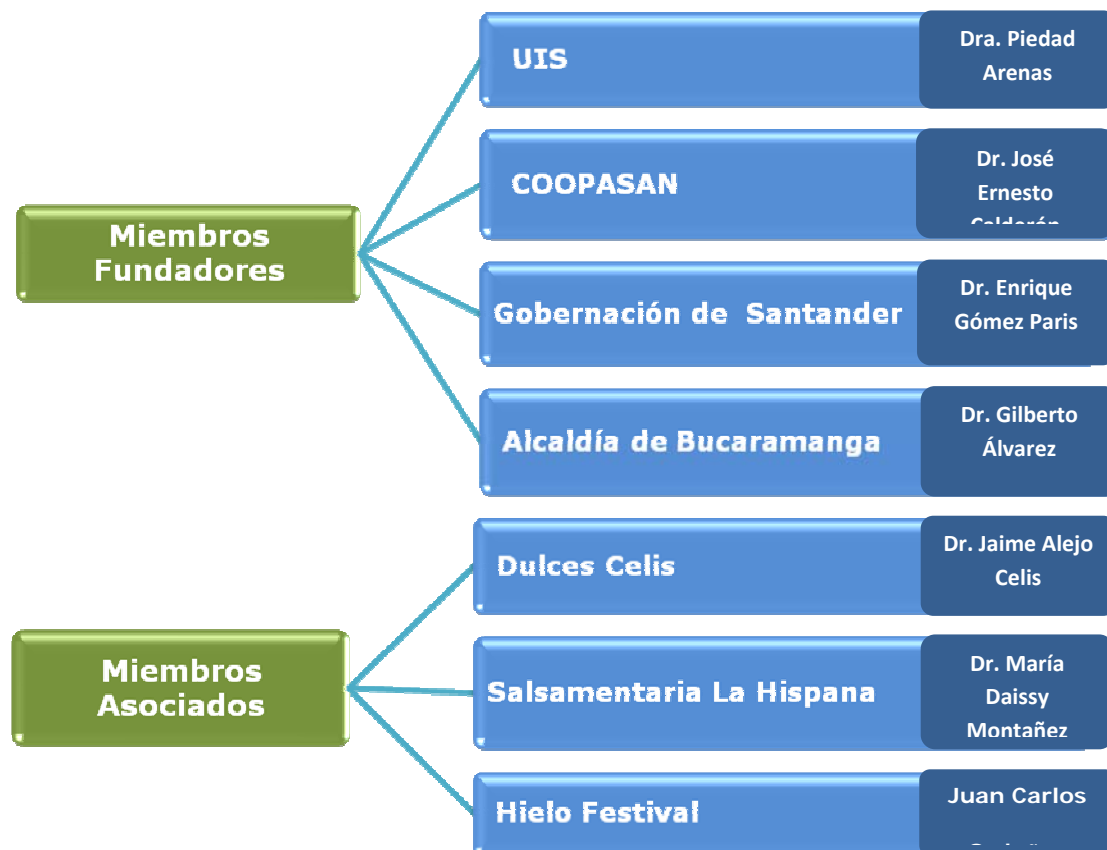 UIS
Dra. Piedad
Arenas
COOPASAN
Dr. José
Ernesto
Calderón
Miembros
Fundadores
Gobernación de Santander
Dr. Enrique
Gómez Paris
Alcaldía de Bucaramanga
Dr. Gilberto
Álvarez
Dulces Celis
Dr. Jaime Alejo
Celis
Miembros
Asociados
Salsamentaria La Hispana
Dr. María
Daissy
Montañez
Hielo Festival
Juan Carlos